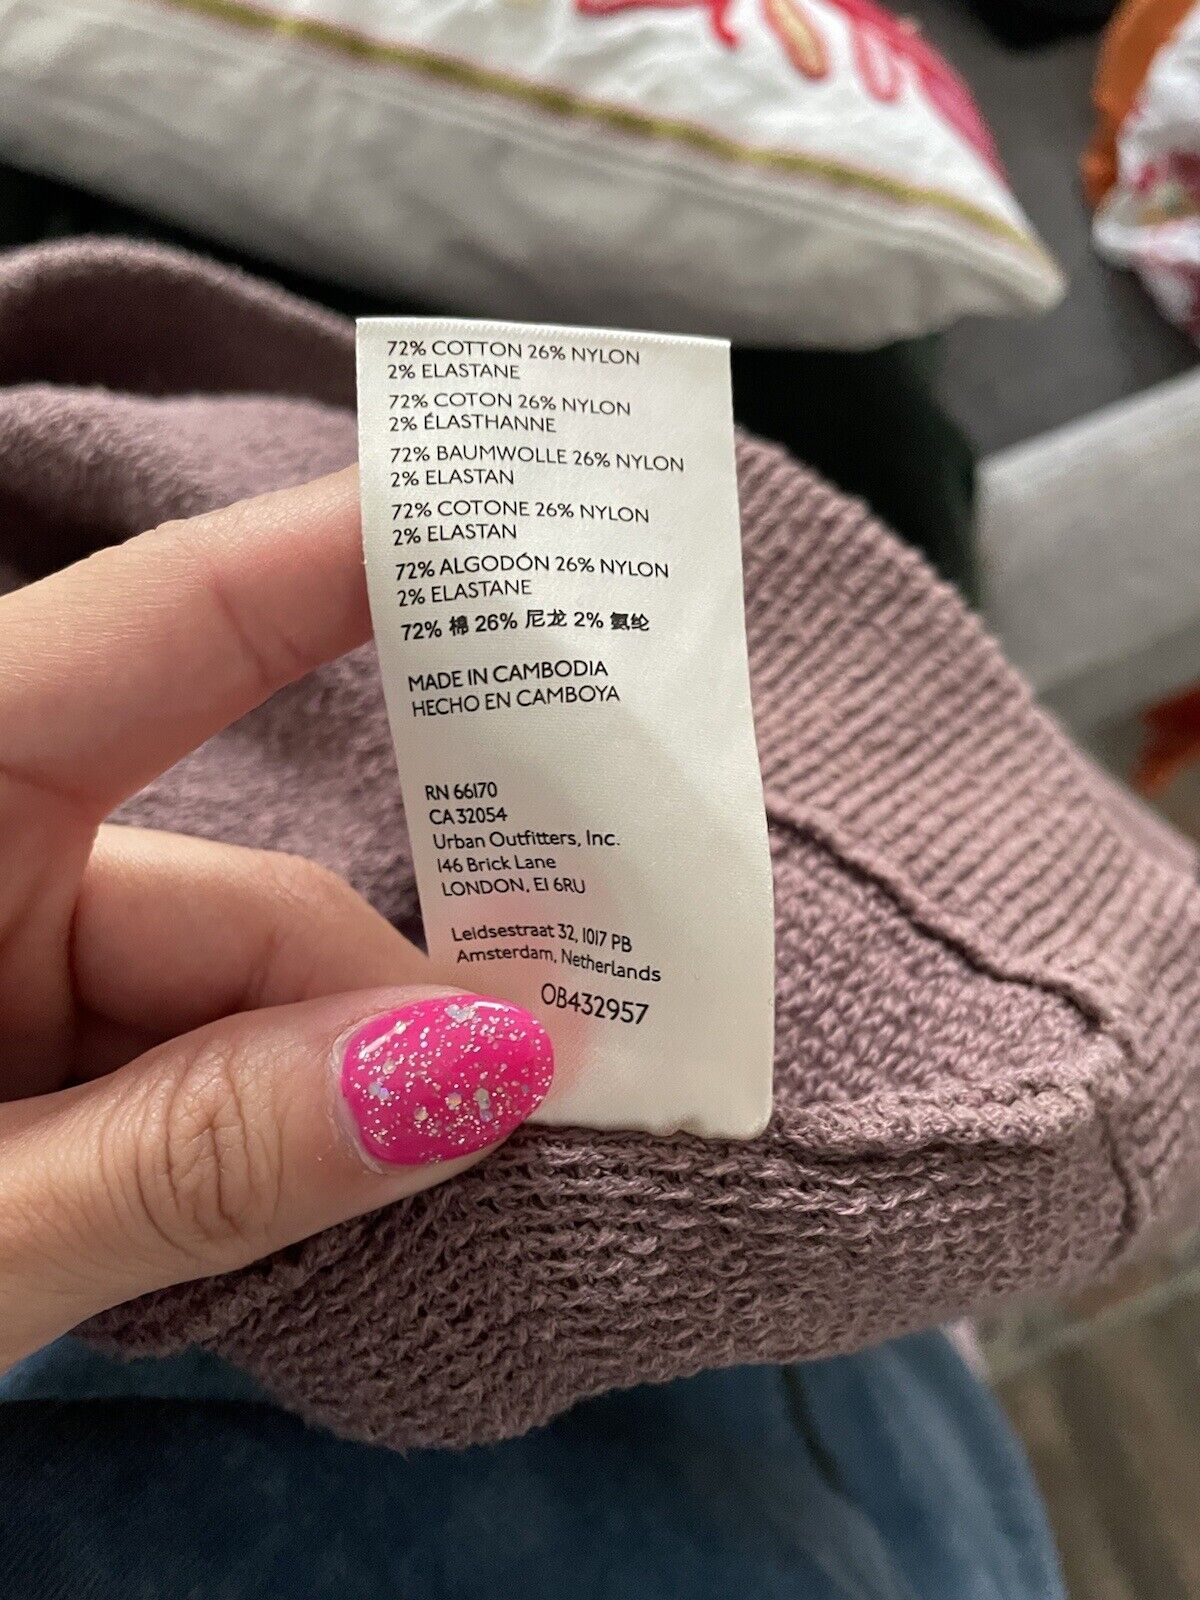 72% COTTON 26% NYLON
2% ELASTANE
72% COTON 26% NYLON
2% ÉLASTHANNE
72% BAUMWOLLE 26% NYLON
2% ELASTAN
72% COTONE 26% NYLON
2% ELASTAN
72% ALGODÓN 26% NYLON
2% ELASTANE
72% 棉 26% 尼龙 2% 氨纶
MADE IN CAMBODIA
HECHO EN CAMBOYA
RN 66170
CA 32054
Urban Outfitters, Inc.
146 Brick Lane
LONDON, E1 6RU
Leidsestraat 32, 1017 PB
Amsterdam, Netherlands
OB432957